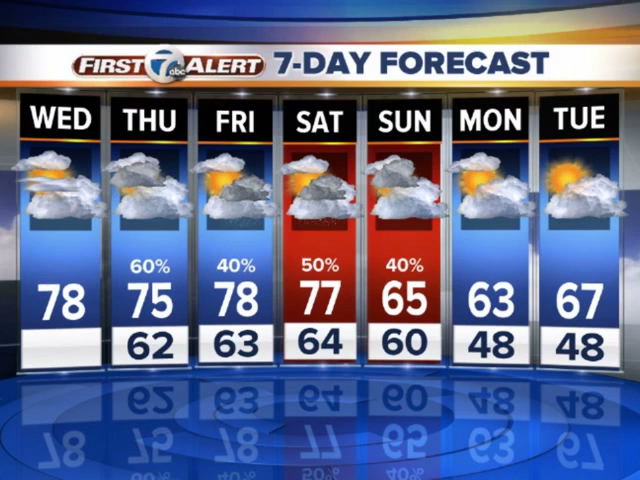 FIRST 7 abc ALERT 7-DAY FORECAST
WED THU FRI SAT SUN MON TUE
60% 40% 50% 40%
78 75 78 77 65 63 67
62 63 64 60 48 48